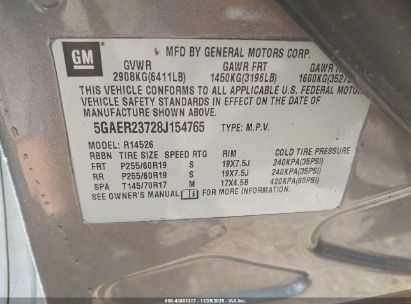 GM
MFD BY GENERAL MOTORS CORP.
GVWR GAWR FRT GAWR
2908KG(6411LB) 1450KG(3196LB) 1600KG(3527
THIS VEHICLE CONFORMS TO ALL APPLICABLE U.S. FEDERAL MOTOR
VEHICLE SAFETY STANDARDS IN EFFECT ON THE DATE OF
MANUFACTURE SHOWN ABOVE.
5GAER23728J154765 TYPE: M.P.V.
MODEL: R14526
RBBN TIRE SIZE SPEED RTG RIM COLD TIRE PRESSURE
FRT P255/60R19 S 19X7.5J 240KPA(35PSI)
RR P255/60R19 S 19X7.5J 240KPA(35PSI)
SPA T145/70R17 M 17X4.5B 420KPA(60PSI)
SEE OWNER'S MANUAL FOR ADDITIONAL INFORMATION.